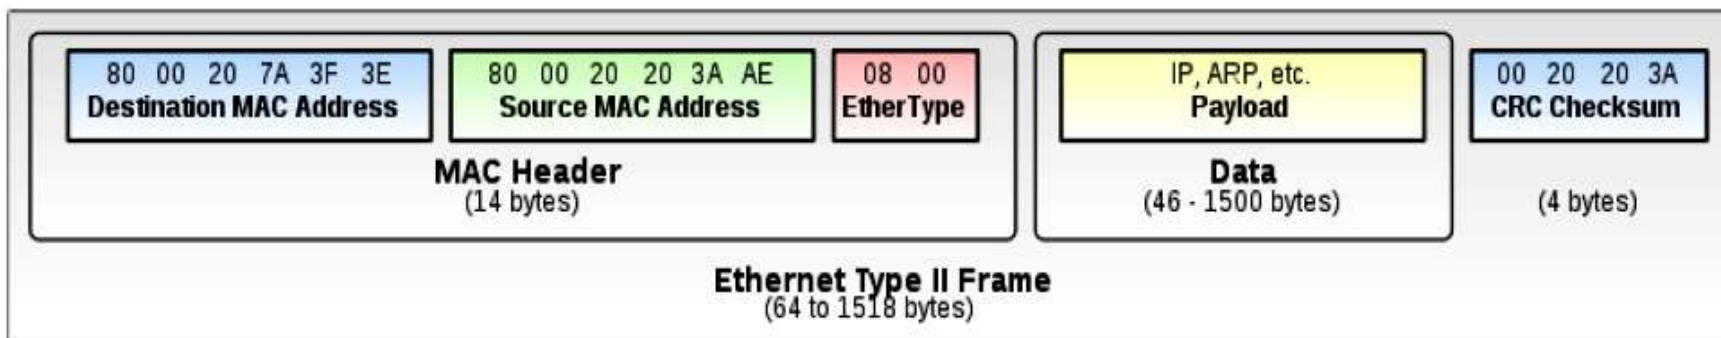 80 00 20 7A 3F 3E
Destination MAC Address
80 00 20 20 3A AE
Source MAC Address
08 00
EtherType
MAC Header
(14 bytes)
IP, ARP, etc.
Payload
Data
(46 - 1500 bytes)
00 20 20 3A
CRC Checksum
(4 bytes)
Ethernet Type II Frame
(64 to 1518 bytes)